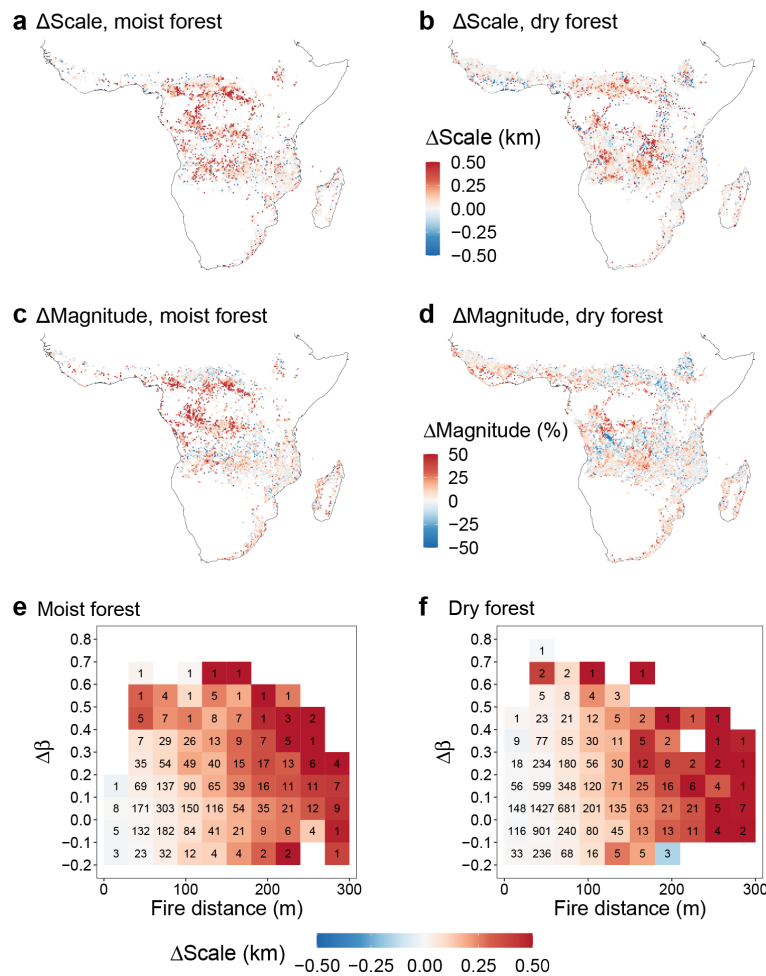 a ΔScale, moist forest
b ΔScale, dry forest
ΔScale (km)
0.50
0.25
0.00
−0.25
−0.50
c ΔMagnitude, moist forest
d ΔMagnitude, dry forest
ΔMagnitude (%)
50
25
0
−25
−50
e Moist forest
Δβ
0.8
0.7
0.6
0.5
0.4
0.3
0.2
0.1
0.0
−0.1
−0.2
1 1 1 1
1 4 1 5 1 1 1
5 7 1 8 7 1 3 2
7 29 26 13 9 7 5 1
35 54 49 40 15 17 13 6 4
1 69 137 90 65 39 16 11 11 7
8 171 303 150 116 54 35 21 12 9
5 132 182 84 41 21 9 6 4 1
3 23 32 12 4 4 2 2 1
0 100 200 300
Fire distance (m)
f Dry forest
Δβ
0.8
0.7
0.6
0.5
0.4
0.3
0.2
0.1
0.0
−0.1
−0.2
1
2 2 1 1
5 8 4 3
1 23 21 12 5 2 1 1 1
9 77 85 30 11 5 2 1 1
18 234 180 56 30 12 8 2 2 1
56 599 348 120 71 25 16 6 4 1
148 1427 681 201 135 63 21 21 5 7
116 901 240 80 45 13 13 11 4 2
33 236 68 16 5 5 3
0 100 200 300
Fire distance (m)
ΔScale (km)
−0.50 −0.25 0.00 0.25 0.50